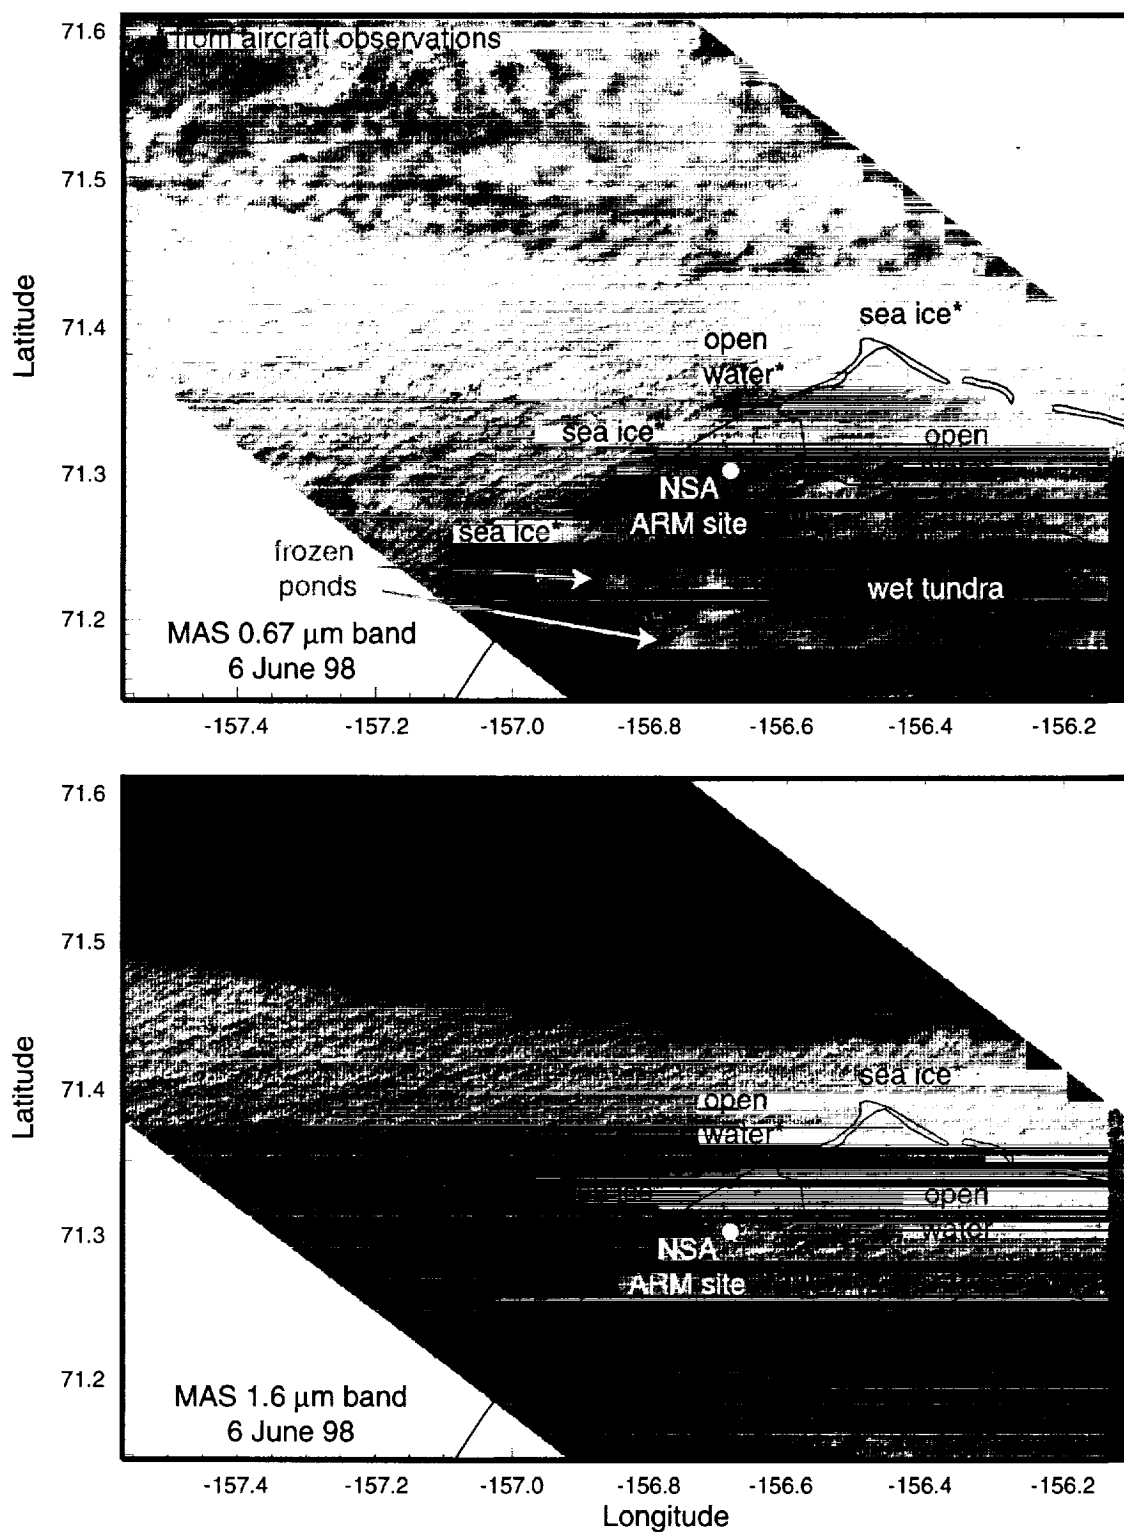 71.6
* from aircraft observations
71.5
71.4
71.3
71.2
Latitude
sea ice*
open
water*
sea ice*
open
NSA
ARM site
sea ice*
frozen
ponds
wet tundra
MAS 0.67 μm band
6 June 98
-157.4 -157.2 -157.0 -156.8 -156.6 -156.4 -156.2
71.6
71.5
71.4
71.3
71.2
Latitude
sea ice*
open
water*
open
water
NSA
ARM site
MAS 1.6 μm band
6 June 98
-157.4 -157.2 -157.0 -156.8 -156.6 -156.4 -156.2
Longitude